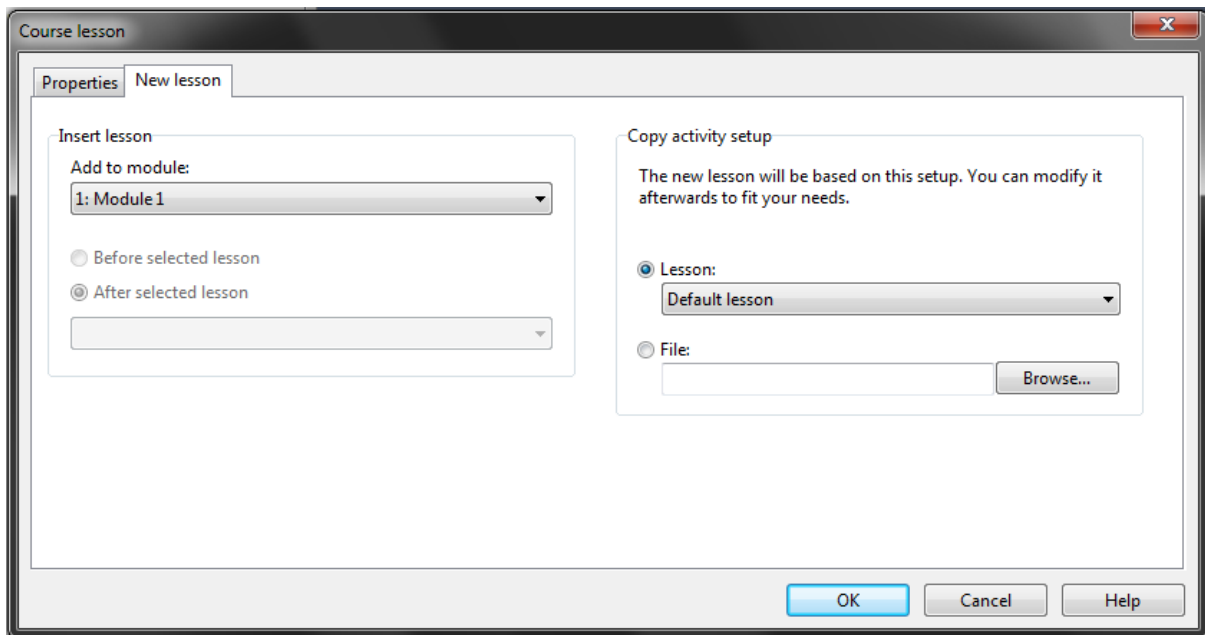 Course lesson
Properties
New lesson
Insert lesson
Add to module:
1: Module 1
Before selected lesson
After selected lesson
Copy activity setup
The new lesson will be based on this setup. You can modify it
afterwards to fit your needs.
Lesson:
Default lesson
File:
Browse...
OK
Cancel
Help